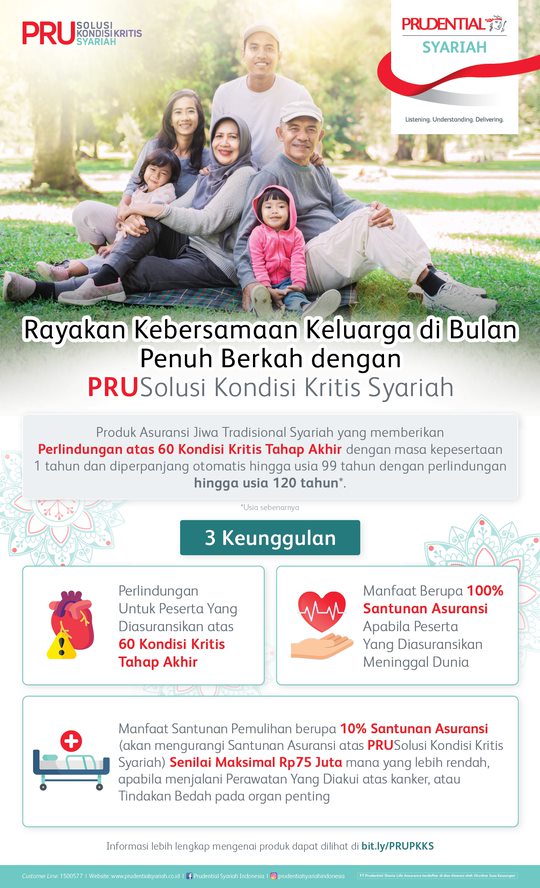 PRU SOLUSI
KONDISI KRITIS
SYARIAH
PRUDENTIAL
SYARIAH
Listening. Understanding. Delivering.
Rayakan Kebersamaan Keluarga di Bulan
Penuh Berkah dengan
PRUSolusi Kondisi Kritis Syariah
Produk Asuransi Jiwa Tradisional Syariah yang memberikan
Perlindungan atas 60 Kondisi Kritis Tahap Akhir dengan masa kepesertaan
1 tahun dan diperpanjang otomatis hingga usia 99 tahun dengan perlindungan
hingga usia 120 tahun*.
*Usia sebenarnya
3 Keunggulan
Perlindungan
Untuk Peserta Yang
Diasuransikan atas
60 Kondisi Kritis
Tahap Akhir
Manfaat Berupa 100%
Santunan Asuransi
Apabila Peserta
Yang Diasuransikan
Meninggal Dunia
Manfaat Santunan Pemulihan berupa 10% Santunan Asuransi
(akan mengurangi Santunan Asuransi atas PRUSolusi Kondisi Kritis
Syariah) Senilai Maksimal Rp75 Juta mana yang lebih rendah,
apabila menjalani Perawatan Yang Diakui atas kanker, atau
Tindakan Bedah pada organ penting
Informasi lebih lengkap mengenai produk dapat dilihat di bit.ly/PRUPKKS
Customer Line: 1500577 | Website: www.prudentialsyariah.co.id | Prudential Syariah Indonesia | prudentialsyariahindonesia